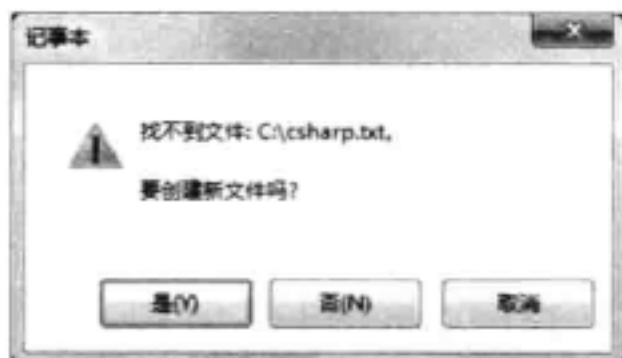 记事本
找不到文件: C:\csharp.txt。
要创建新文件吗?
是(Y)
否(N)
取消